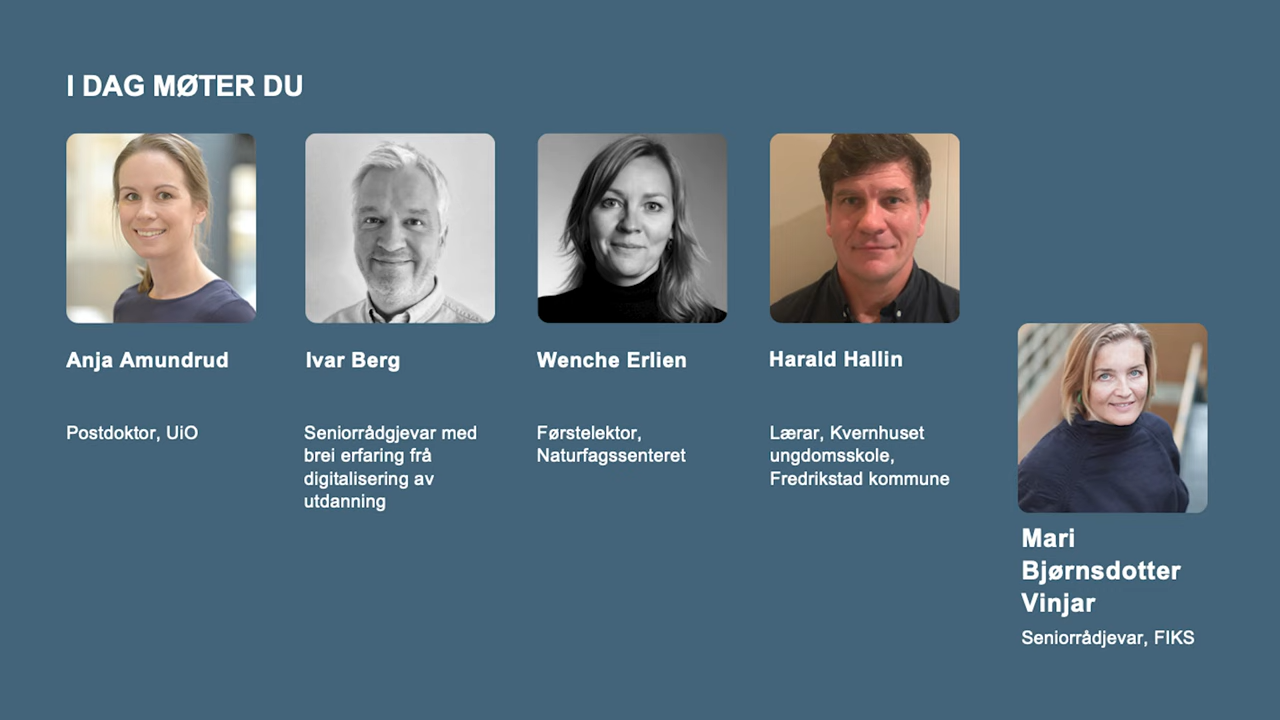 I DAG MØTER DU
Anja Amundrud
Postdoktor, UiO
Ivar Berg
Seniorrådgjevar med
brei erfaring frå
digitalisering av
utdanning
Wenche Erlien
Førstelektor,
Naturfagssenteret
Harald Hallin
Lærar, Kvernhuset
ungdomsskole,
Fredrikstad kommune
Mari
Bjørnsdotter
Vinjar
Seniorrådjevar, FIKS